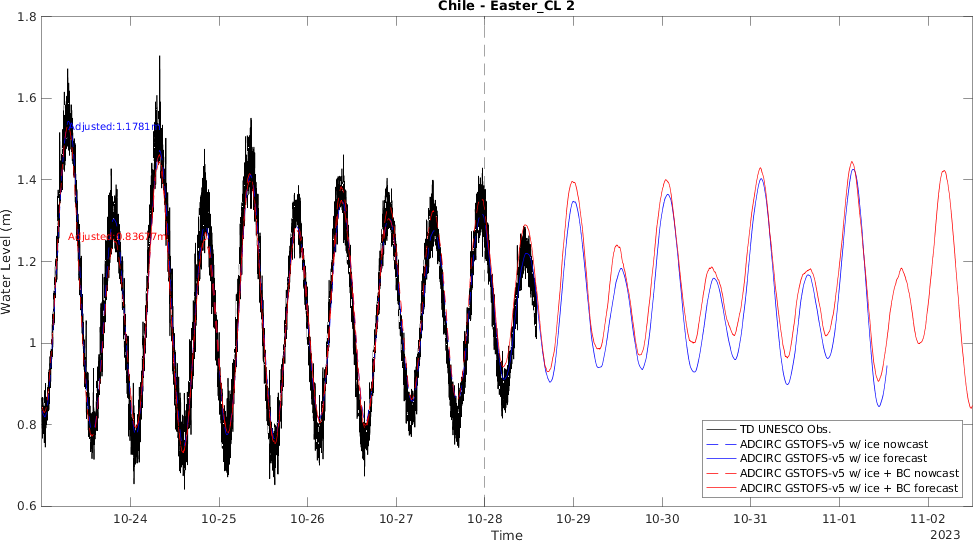 Chile - Easter_CL 2
Water Level (m)
1.8
1.6
1.4
1.2
1
0.8
0.6
Adjusted:1.1781m
TD UNESCO Obs.
ADCIRC GSTOFS-v5 w/ ice nowcast
ADCIRC GSTOFS-v5 w/ ice forecast
ADCIRC GSTOFS-v5 w/ ice + BC nowcast
ADCIRC GSTOFS-v5 w/ ice + BC forecast
10-24 10-25 10-26 10-27 10-28 10-29 10-30 10-31 11-01 11-02
Time
2023